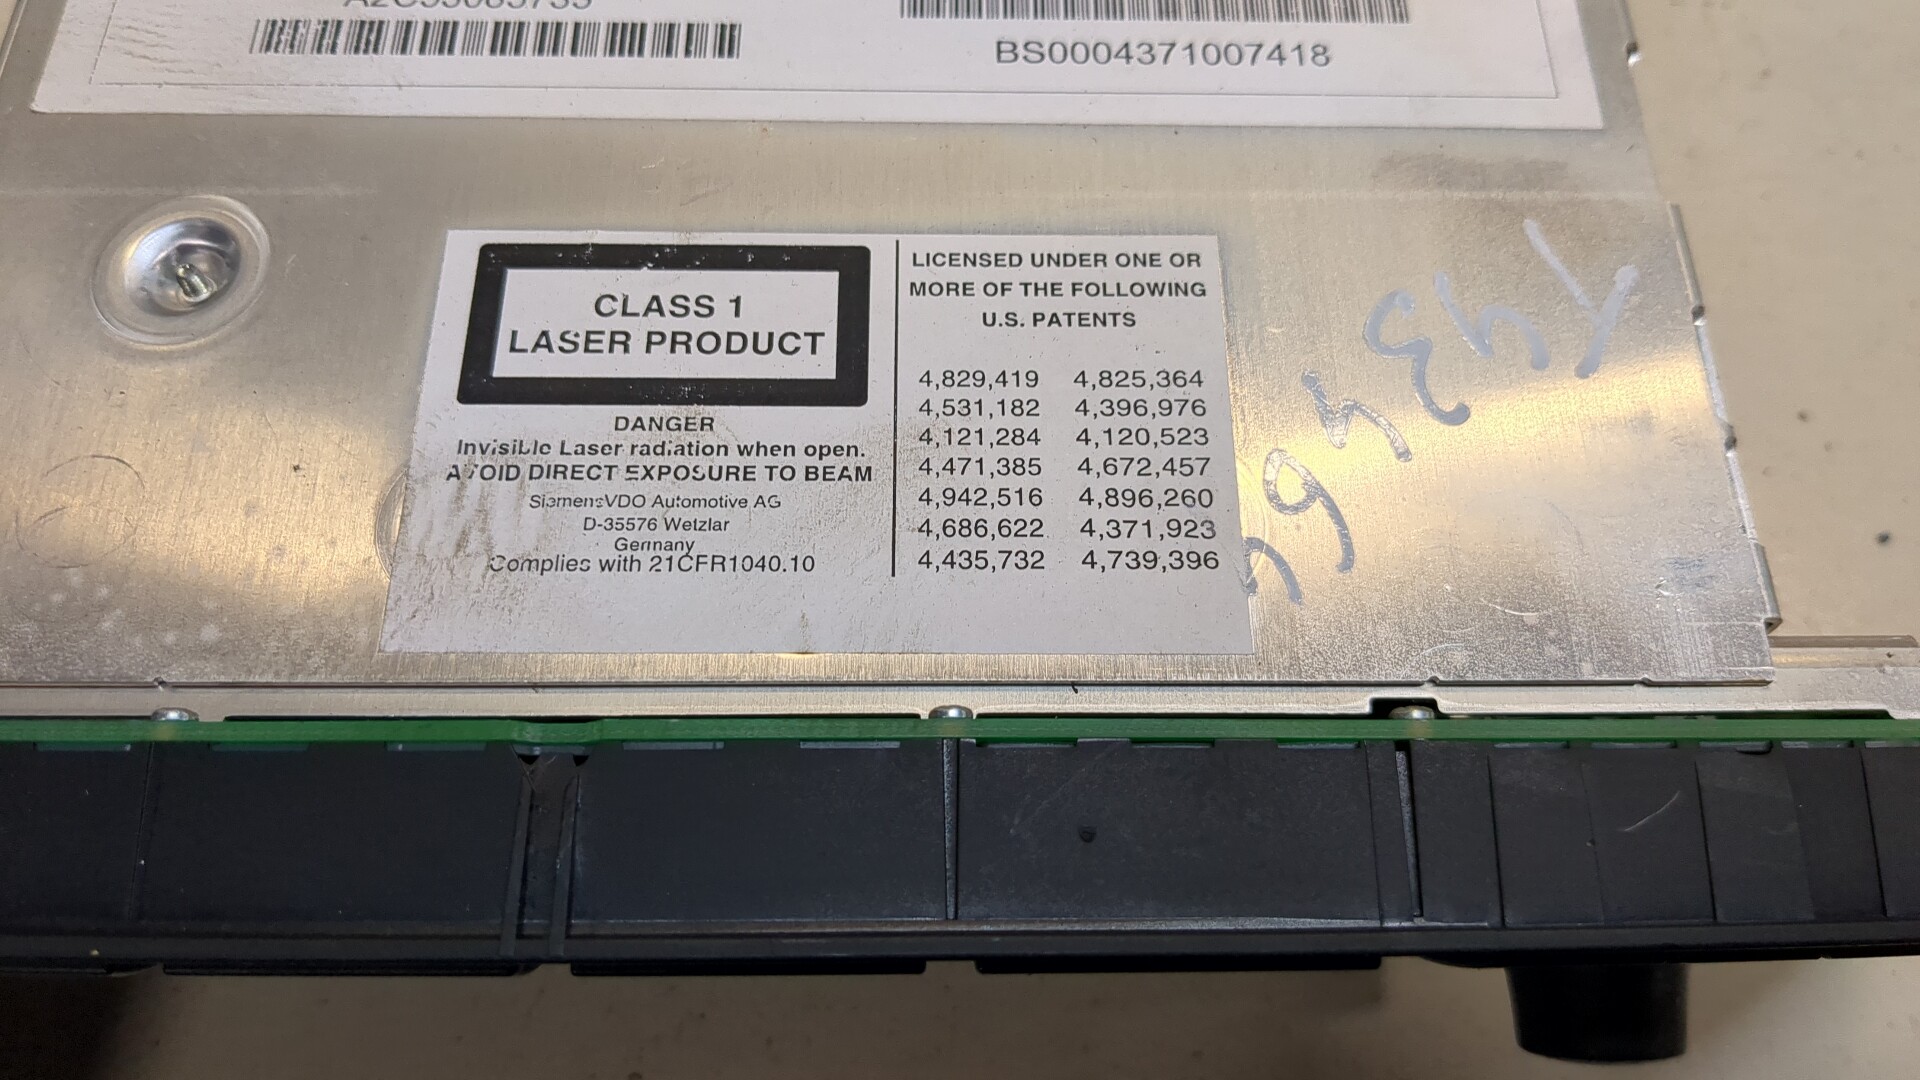 BS0004371007418
CLASS 1
LASER PRODUCT
DANGER
Invisible Laser radiation when open.
AVOID DIRECT EXPOSURE TO BEAM
SiemensVDO Automotive AG
D-35576 Wetzlar
Germany
Complies with 21CFR1040.10
LICENSED UNDER ONE OR
MORE OF THE FOLLOWING
U.S. PATENTS
4,829,419 4,825,364
4,531,182 4,396,976
4,121,284 4,120,523
4,471,385 4,672,457
4,942,516 4,896,260
4,686,622 4,371,923
4,435,732 4,739,396